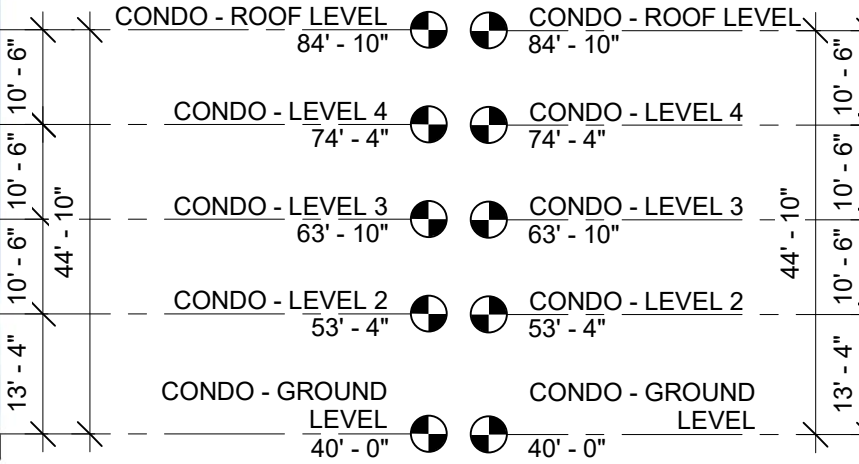 CONDO - ROOF LEVEL
84' - 10"
CONDO - ROOF LEVEL
84' - 10"
10' - 6"
10' - 6"
CONDO - LEVEL 4
74' - 4"
CONDO - LEVEL 4
74' - 4"
10' - 6"
10' - 6"
CONDO - LEVEL 3
63' - 10"
CONDO - LEVEL 3
63' - 10"
44' - 10"
44' - 10"
10' - 6"
10' - 6"
CONDO - LEVEL 2
53' - 4"
CONDO - LEVEL 2
53' - 4"
13' - 4"
13' - 4"
CONDO - GROUND
LEVEL
40' - 0"
CONDO - GROUND
LEVEL
40' - 0"